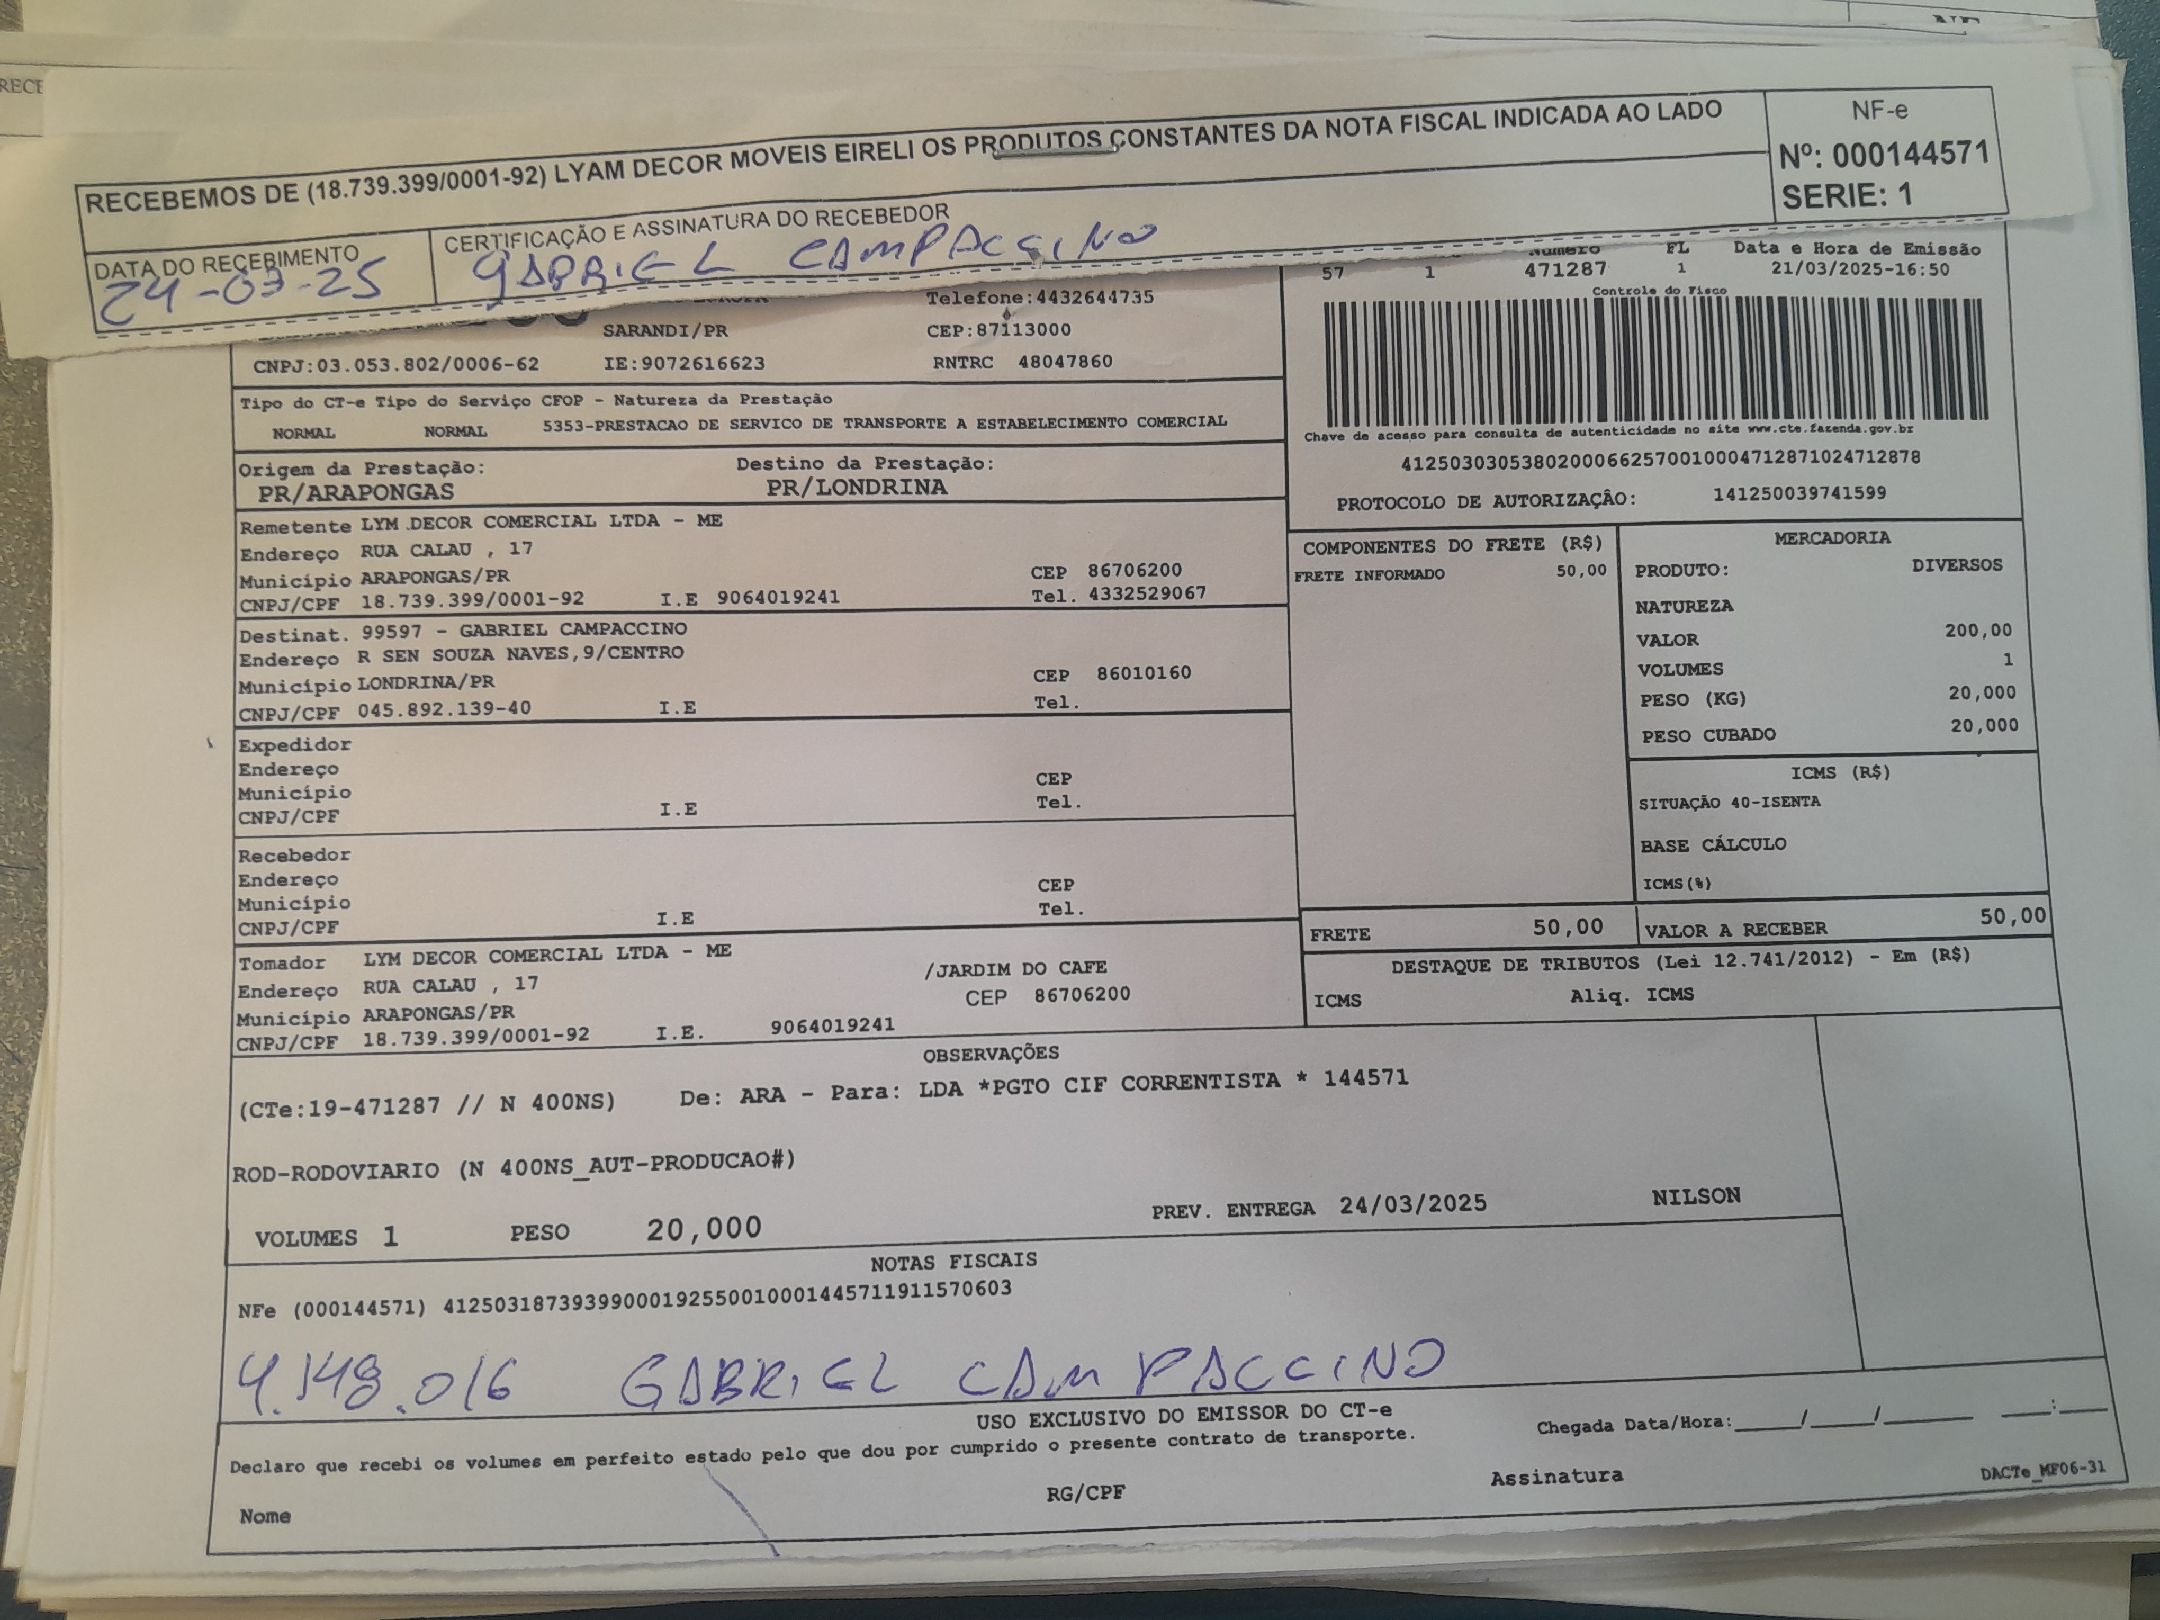 RECE
RECEBEMOS DE (18.739.399/0001-92) LYAM DECOR MOVEIS EIRELI OS PRODUTOS CONSTANTES DA NOTA FISCAL INDICADA AO LADO
NF-e
Nº: 000144571
SERIE: 1
DATA DO RECEBIMENTO
24-03-25
CERTIFICAÇÃO E ASSINATURA DO RECEBEDOR
GABRIEL CAMPACCINO
Número FL Data e Hora de Emissão
57 1 471287 1 21/03/2025-16:50
Controle do Fisco
Telefone:4432644735
SARANDI/PR CEP:87113000
CNPJ:03.053.802/0006-62 IE:9072616623 RNTRC 48047860
Tipo do CT-e Tipo do Serviço CFOP - Natureza da Prestação
NORMAL NORMAL 5353-PRESTACAO DE SERVICO DE TRANSPORTE A ESTABELECIMENTO COMERCIAL
Chave de acesso para consulta de autenticidade no site www.cte.fazenda.gov.br
41250303053802000662570010004712871024712878
PROTOCOLO DE AUTORIZAÇÂO: 141250039741599
Origem da Prestação: Destino da Prestação:
PR/ARAPONGAS PR/LONDRINA
Remetente LYM DECOR COMERCIAL LTDA - ME
Endereço RUA CALAU , 17
Município ARAPONGAS/PR CEP 86706200
CNPJ/CPF 18.739.399/0001-92 I.E 9064019241 Tel. 4332529067
Destinat. 99597 - GABRIEL CAMPACCINO
Endereço R SEN SOUZA NAVES,9/CENTRO
Município LONDRINA/PR CEP 86010160
CNPJ/CPF 045.892.139-40 I.E Tel.
Expedidor
Endereço
Município CEP
CNPJ/CPF I.E Tel.
Recebedor
Endereço
Município CEP
CNPJ/CPF I.E Tel.
Tomador LYM DECOR COMERCIAL LTDA - ME
Endereço RUA CALAU , 17 /JARDIM DO CAFE
Município ARAPONGAS/PR CEP 86706200
CNPJ/CPF 18.739.399/0001-92 I.E. 9064019241
COMPONENTES DO FRETE (R$)
FRETE INFORMADO 50,00
MERCADORIA
PRODUTO: DIVERSOS
NATUREZA
VALOR 200,00
VOLUMES 1
PESO (KG) 20,000
PESO CUBADO 20,000
ICMS (R$)
SITUAÇÃO 40-ISENTA
BASE CÁLCULO
ICMS(%)
FRETE 50,00 VALOR A RECEBER 50,00
DESTAQUE DE TRIBUTOS (Lei 12.741/2012) - Em (R$)
ICMS Aliq. ICMS
OBSERVAÇÕES
(CTe:19-471287 // N 400NS) De: ARA - Para: LDA *PGTO CIF CORRENTISTA * 144571
ROD-RODOVIARIO (N 400NS_AUT-PRODUCAO#)
VOLUMES 1 PESO 20,000 PREV. ENTREGA 24/03/2025 NILSON
NOTAS FISCAIS
NFe (000144571) 41250318739399000192550010001445711911570603
4.148.016 GABRIEL CAMPACCINO
USO EXCLUSIVO DO EMISSOR DO CT-e
Declaro que recebi os volumes em perfeito estado pelo que dou por cumprido o presente contrato de transporte.
Chegada Data/Hora:____/____/______ ___:___
Nome RG/CPF Assinatura DACTe_MF06-31